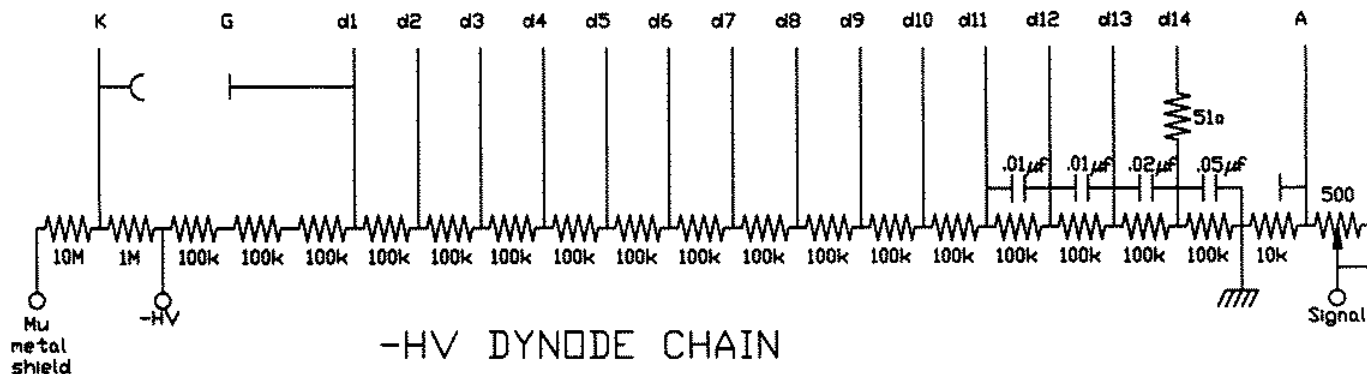 K G d1 d2 d3 d4 d5 d6 d7 d8 d9 d10 d11 d12 d13 d14 A
51Ω
.01µf .01µf .02µf .05µf
500
10M 1M 100k 100k 100k 100k 100k 100k 100k 100k 100k 100k 100k 100k 100k 100k 100k 100k 100k 10k
Mu
metal
shield
-HV
Signal
-HV DYNODE CHAIN